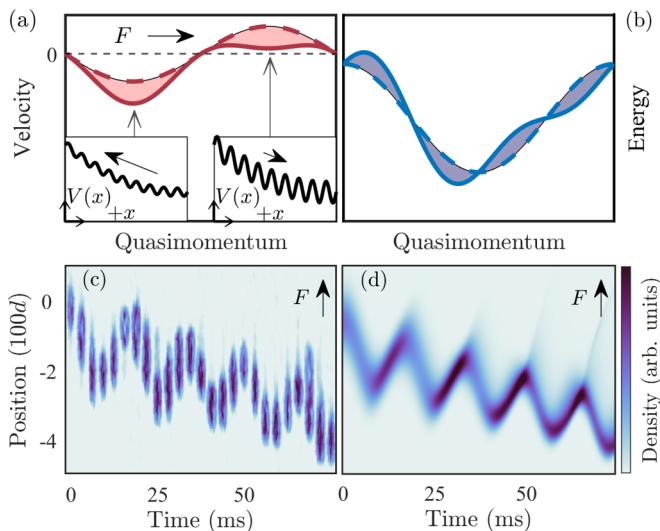 (a)
F
0
Velocity
V(x)
+x
V(x)
+x
Quasimomentum
(b)
Energy
Quasimomentum
(c)
F
0
-2
-4
Position (100d)
0
25
50
Time (ms)
(d)
F
0
25
50
Time (ms)
Density (arb. units)